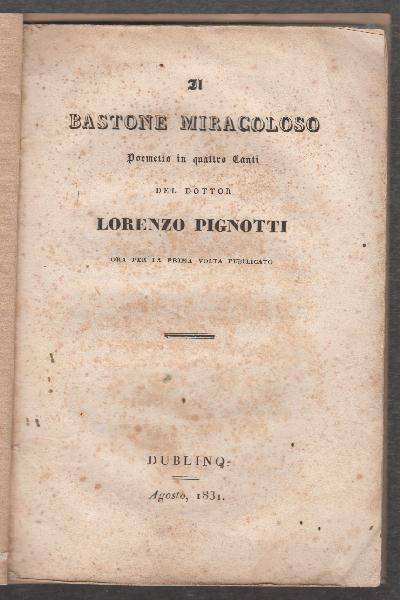 Il
BASTONE MIRACOLOSO
Poemetto in quattro Canti
DEL DOTTOR
LORENZO PIGNOTTI
ORA PER LA PRIMA VOLTA PUBBLICATO
DUBLINO
Agosto, 1831.